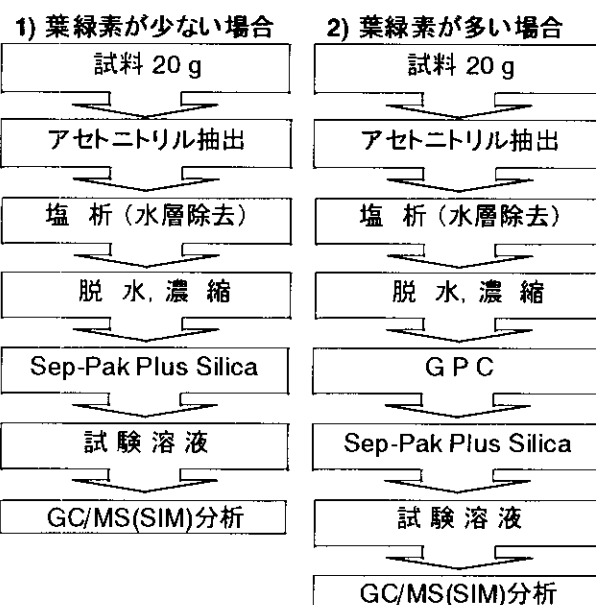 1) 葉緑素が少ない場合
試料 20 g
アセトニトリル抽出
塩 析（水層除去）
脱 水, 濃 縮
Sep-Pak Plus Silica
試 験 溶 液
GC/MS(SIM)分析
2) 葉緑素が多い場合
試料 20 g
アセトニトリル抽出
塩 析（水層除去）
脱 水, 濃 縮
G P C
Sep-Pak Plus Silica
試 験 溶 液
GC/MS(SIM)分析